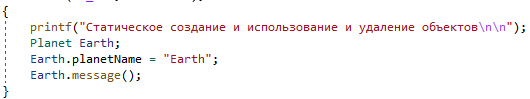 {
printf("Статическое создание и использование и удаление объектов\n\n");
Planet Earth;
Earth.planetName = "Earth";
Earth.message();
}